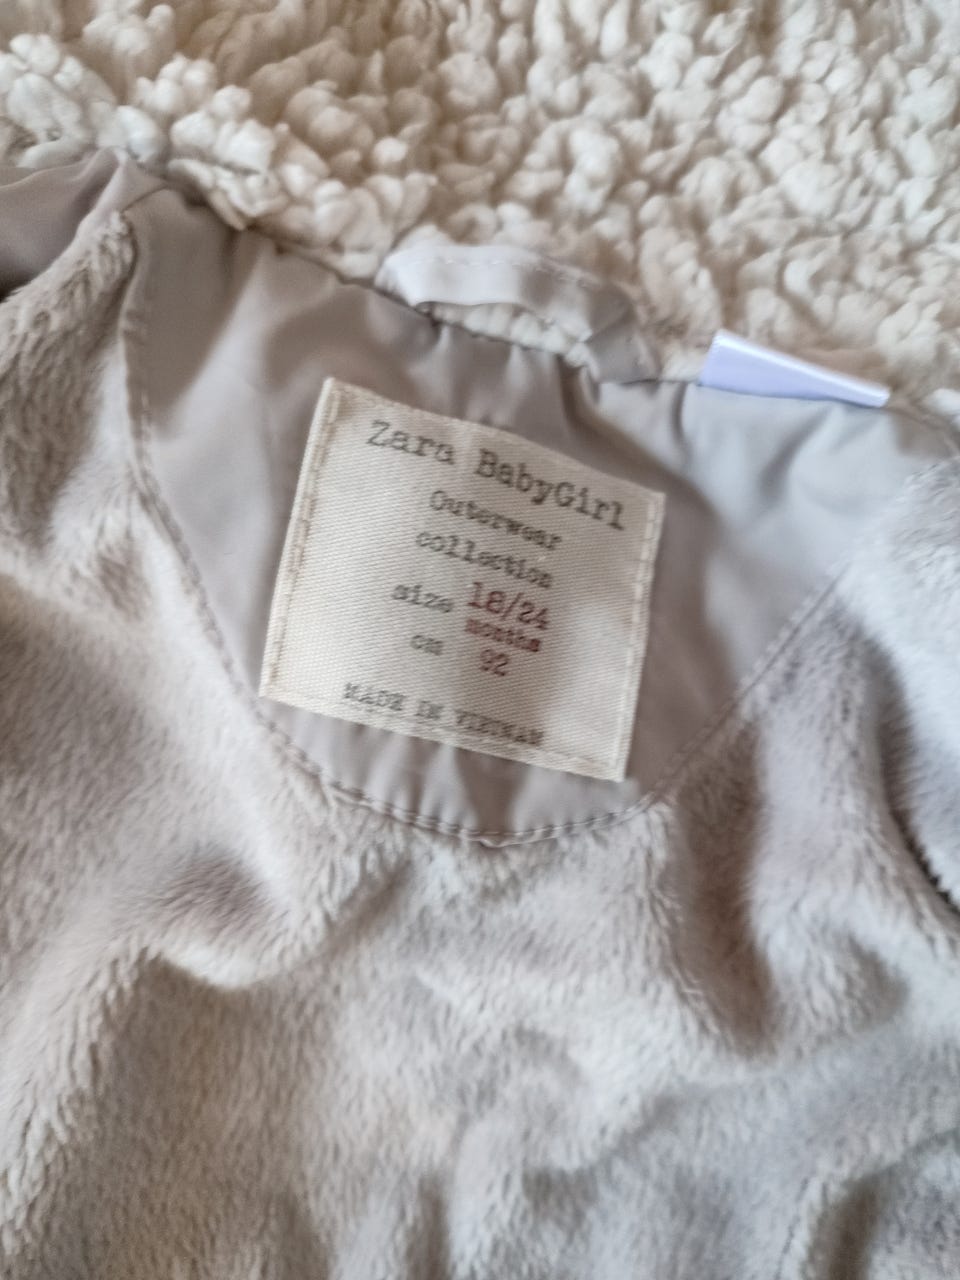 Zara BabyGirl
Outerwear
collection
size 18/24
months
cm 92
MADE IN VIETNAM